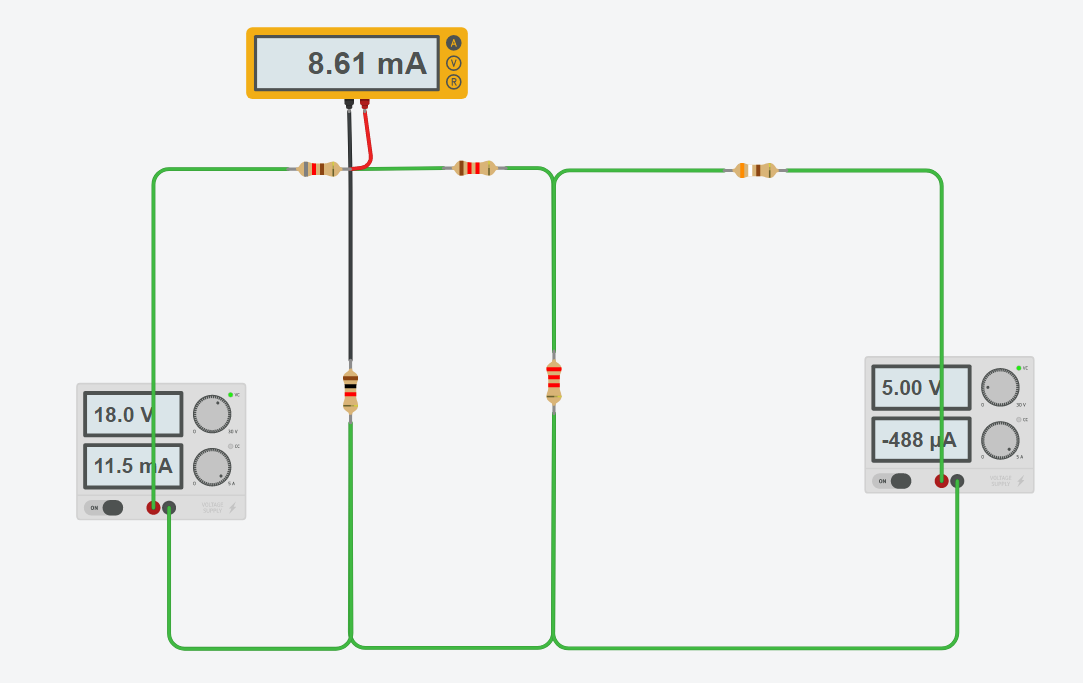 8.61 mA
A
V
R
18.0 V
11.5 mA
0
30 V
0
5 A
ON
VOLTAGE
SUPPLY
5.00 V
-488 µA
0
30 V
0
5 A
ON
VOLTAGE
SUPPLY